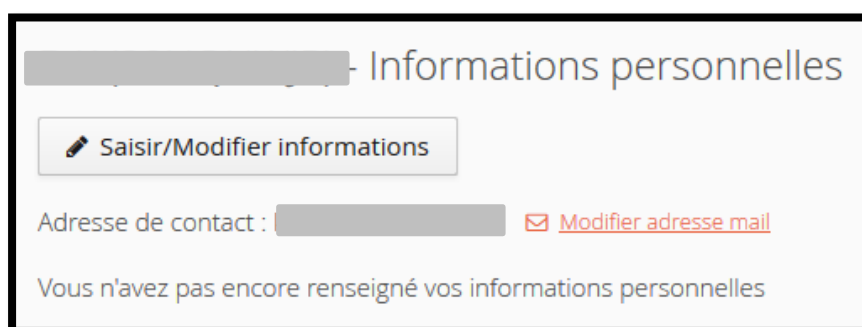 - Informations personnelles
Saisir/Modifier informations
Adresse de contact : Modifier adresse mail
Vous n'avez pas encore renseigné vos informations personnelles